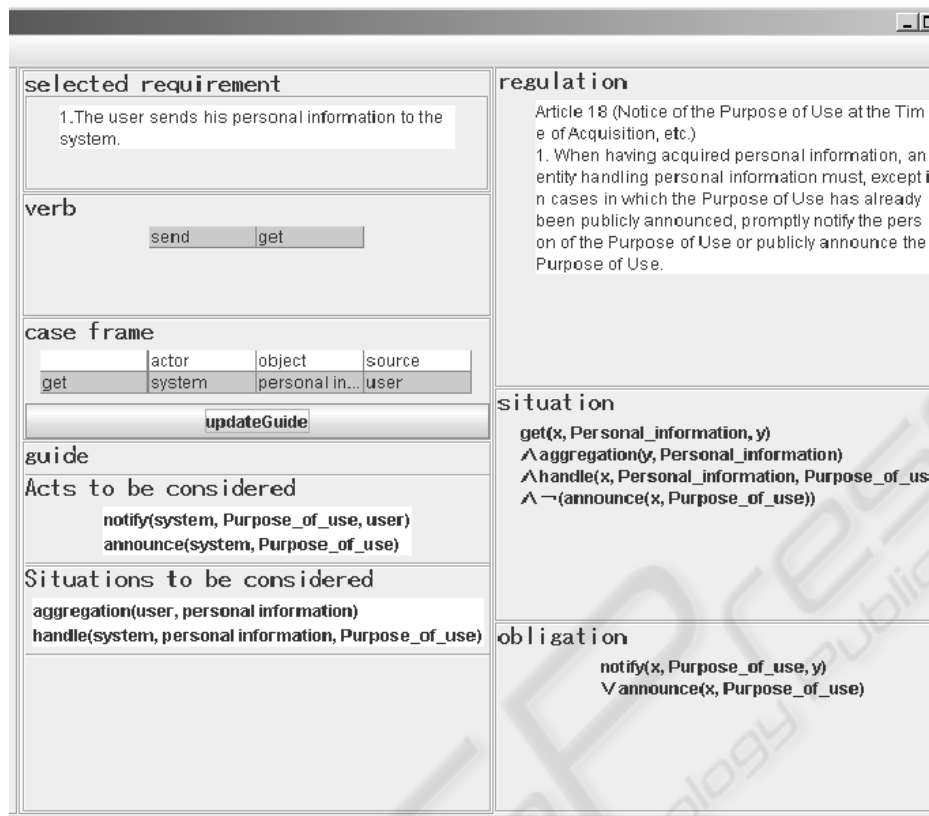 selected requirement
1.The user sends his personal information to the
system.
verb
send get
case frame
actor object source
get system personal in... user
updateGuide
guide
Acts to be considered
notify(system, Purpose_of_use, user)
announce(system, Purpose_of_use)
Situations to be considered
aggregation(user, personal information)
handle(system, personal information, Purpose_of_use)
regulation
Article 18 (Notice of the Purpose of Use at the Tim
e of Acquisition, etc.)
1. When having acquired personal information, an
entity handling personal information must, except i
n cases in which the Purpose of Use has already
been publicly announced, promptly notify the pers
on of the Purpose of Use or publicly announce the
Purpose of Use.
situation
get(x, Personal_information, y)
∧aggregation(y, Personal_information)
∧handle(x, Personal_information, Purpose_of_us
∧¬(announce(x, Purpose_of_use))
obligation
notify(x, Purpose_of_use, y)
∨announce(x, Purpose_of_use)